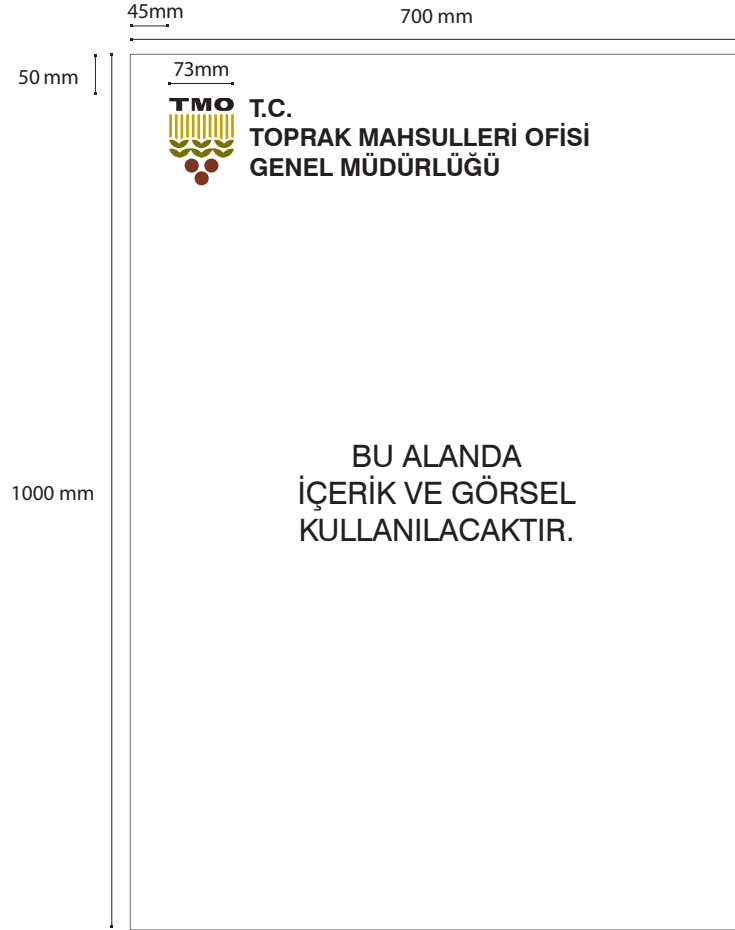 45mm
700 mm
50 mm
73mm
TMO
T.C.
TOPRAK MAHSULLERİ OFİSİ
GENEL MÜDÜRLÜĞÜ
1000 mm
BU ALANDA
İÇERİK VE GÖRSEL
KULLANILACAKTIR.